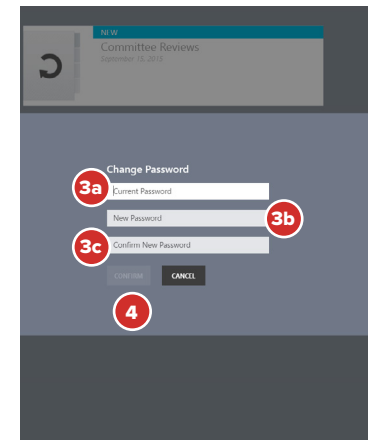 NEW
Committee Reviews
September 15, 2015
Change Password
3a
Current Password
New Password
3b
3c
Confirm New Password
CONFIRM
CANCEL
4